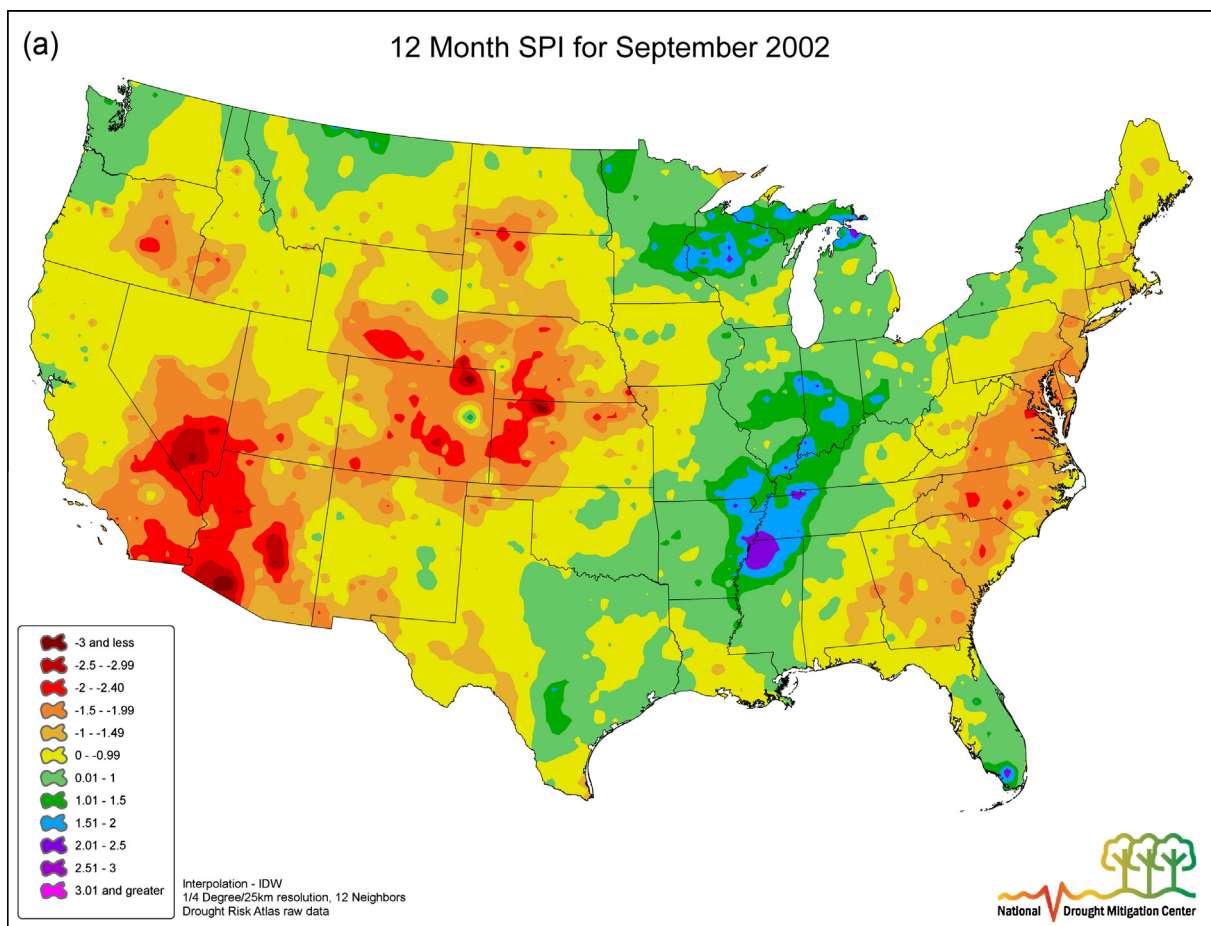 (a)
12 Month SPI for September 2002
-3 and less
-2.5 - -2.99
-2 - -2.40
-1.5 - -1.99
-1 - -1.49
0 - -0.99
0.01 - 1
1.01 - 1.5
1.51 - 2
2.01 - 2.5
2.51 - 3
3.01 and greater
Interpolation - IDW
1/4 Degree/25km resolution, 12 Neighbors
Drought Risk Atlas raw data
National Drought Mitigation Center